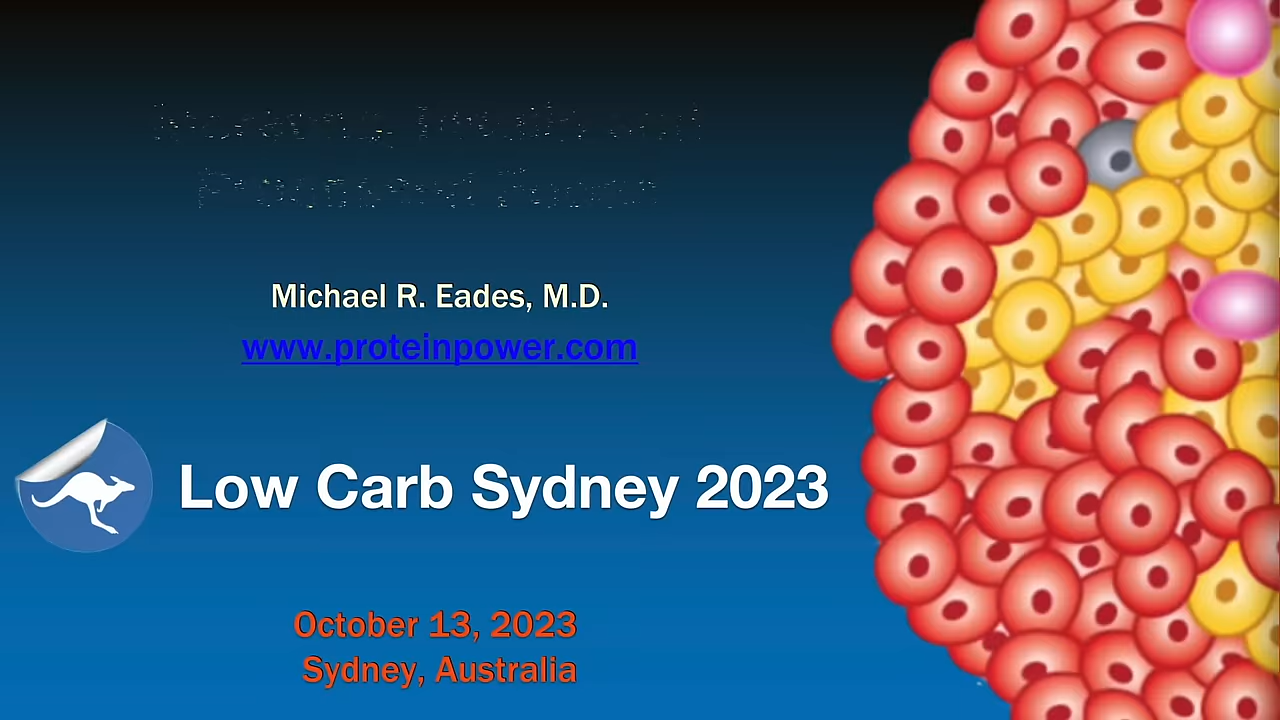 Michael R. Eades, M.D.
www.proteinpower.com
Low Carb Sydney 2023
October 13, 2023
Sydney, Australia